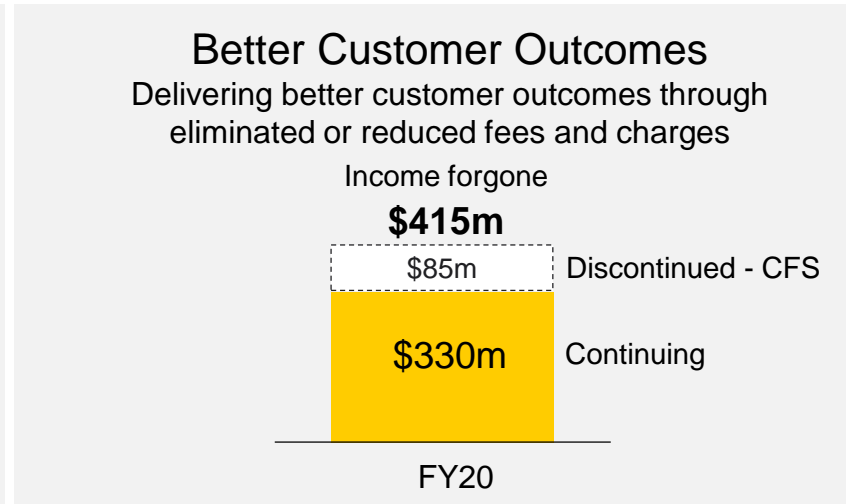 Better Customer Outcomes
Delivering better customer outcomes through
eliminated or reduced fees and charges
Income forgone
$415m
$85m Discontinued - CFS
$330m Continuing
FY20